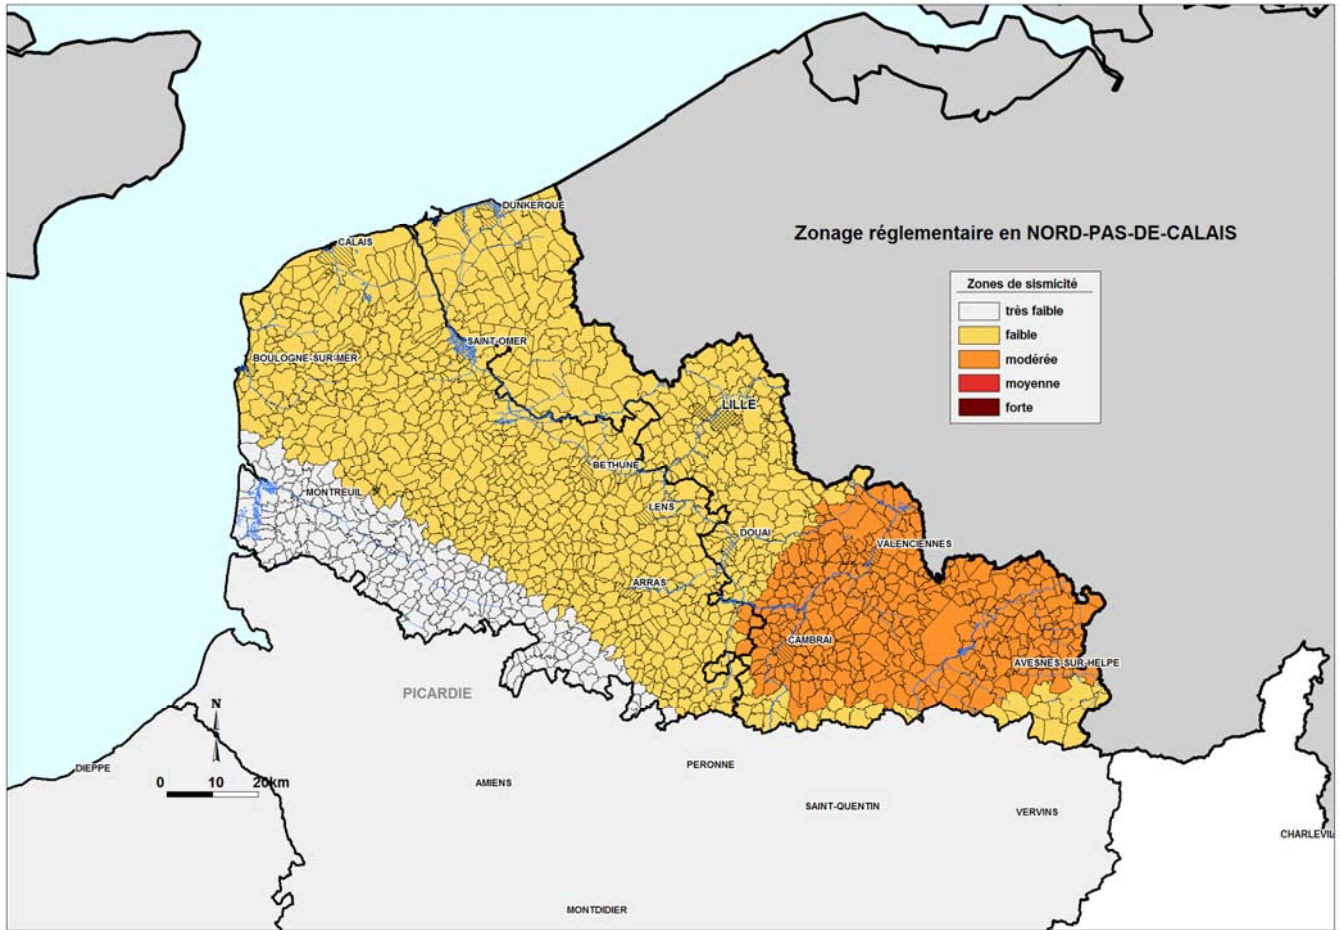 DUNKERQUE
Zonage réglementaire en NORD-PAS-DE-CALAIS
CALAIS
Zones de sismicité
très faible
faible
modérée
moyenne
forte
SAINT-OMER
BOULOGNE-SUR-MER
LILLE
BETHUNE
MONTREUIL
LENS
DOUAI
VALENCIENNES
ARRAS
CAMBRAI
AVESNES-SUR-HELPE
PICARDIE
N
DIEPPE
PERONNE
0 10 20km
AMIENS
SAINT-QUENTIN
VERVINS
CHARLEVIL
MONTDIDIER